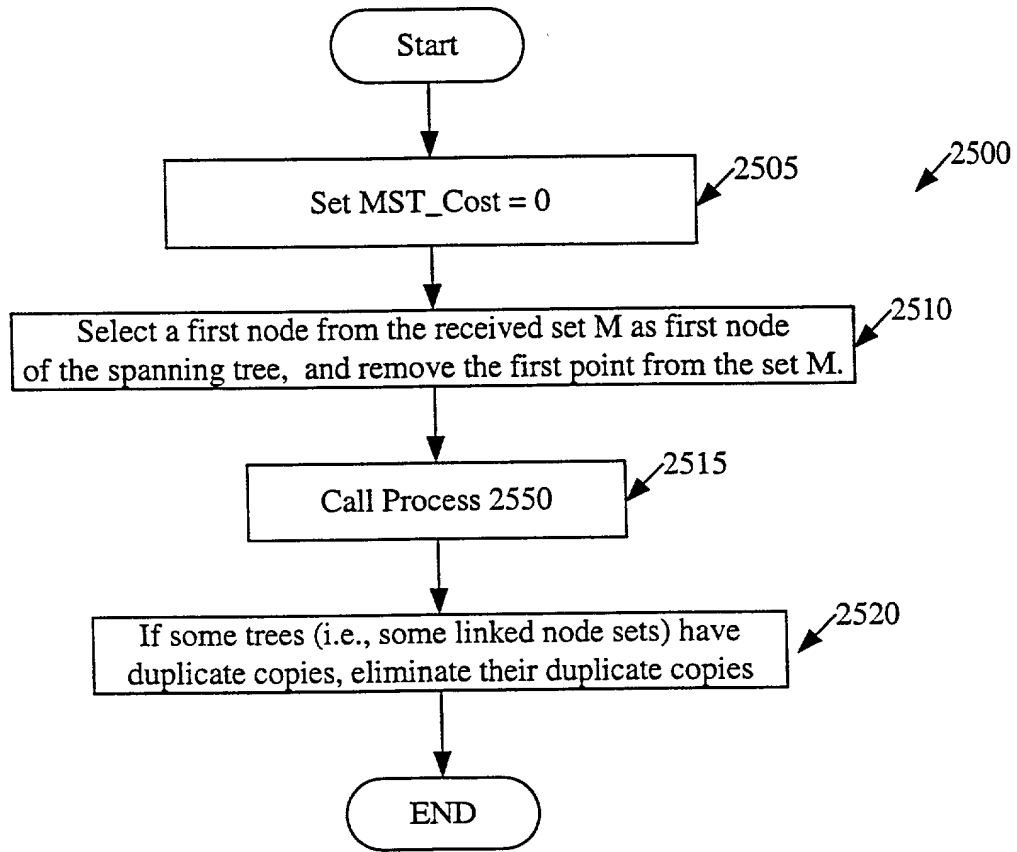 Start
2500
2505
Set MST_Cost = 0
2510
Select a first node from the received set M as first node
of the spanning tree, and remove the first point from the set M.
2515
Call Process 2550
2520
If some trees (i.e., some linked node sets) have
duplicate copies, eliminate their duplicate copies
END